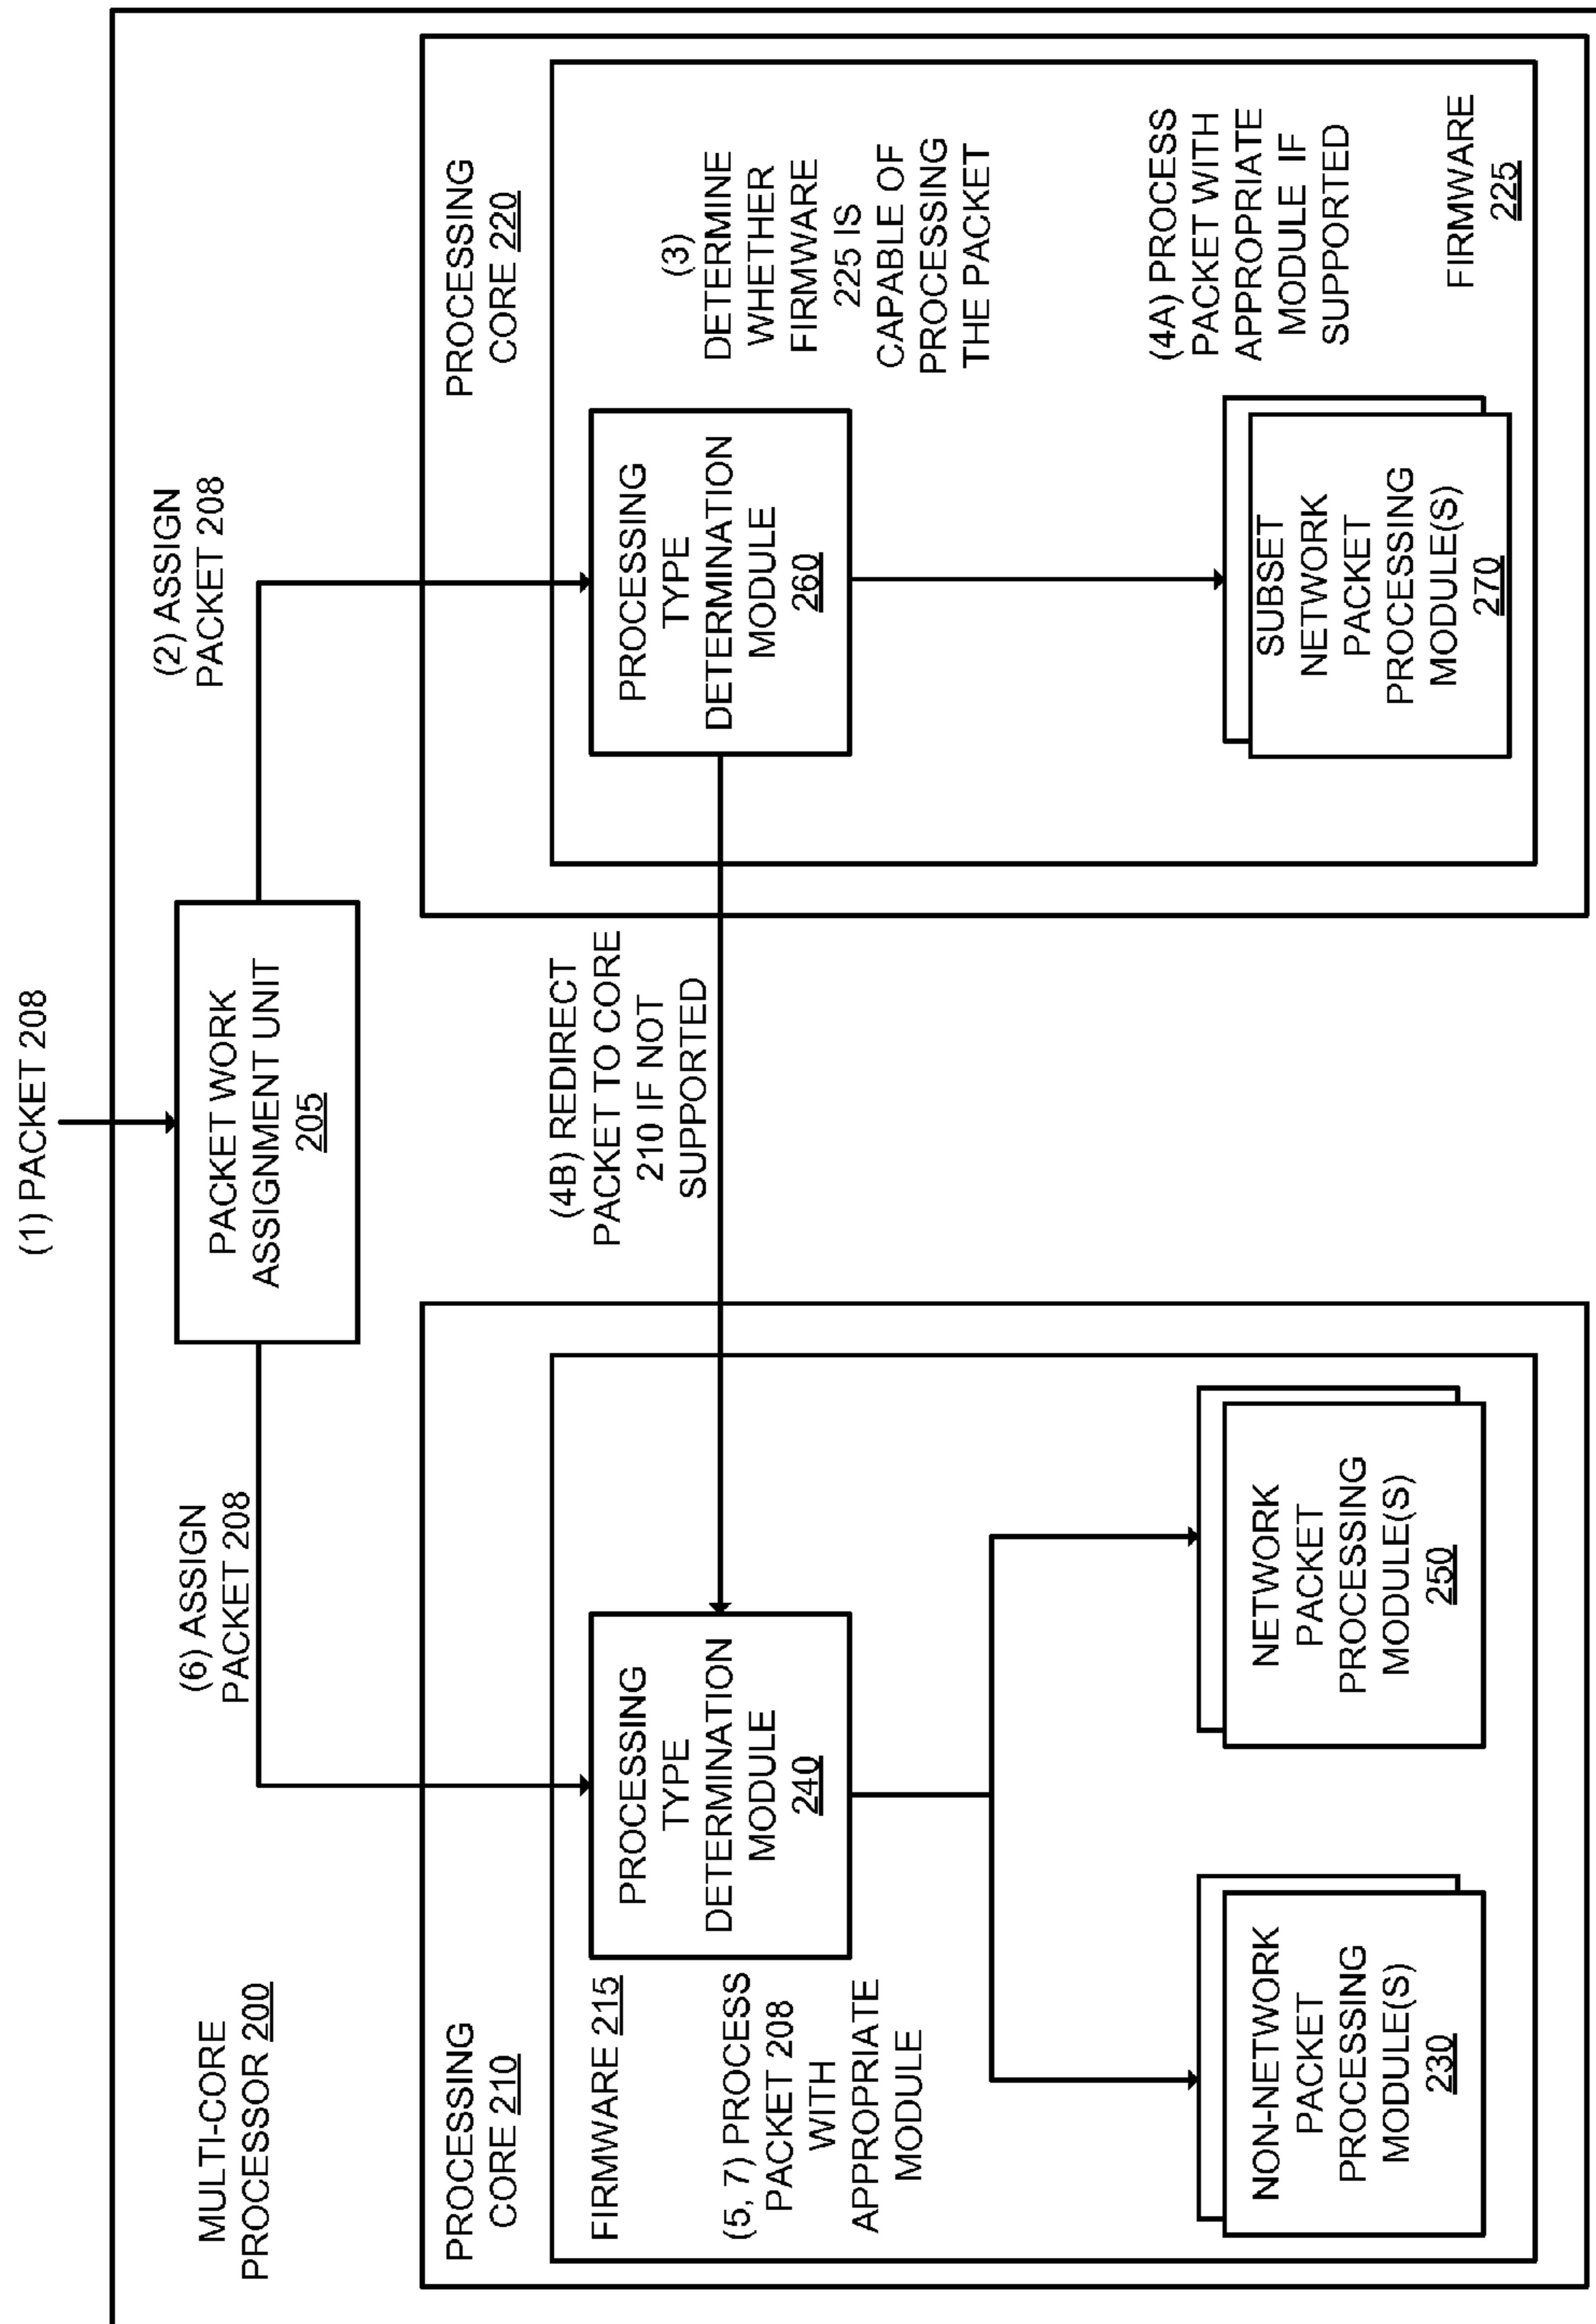 (1) PACKET 208
MULTI-CORE
PROCESSOR 200
(6) ASSIGN
PACKET 208
PACKET WORK
ASSIGNMENT UNIT
205
(2) ASSIGN
PACKET 208
PROCESSING
CORE 210
FIRMWARE 215
(5, 7) PROCESS
PACKET 208
WITH
APPROPRIATE
MODULE
PROCESSING
TYPE
DETERMINATION
MODULE
240
NON-NETWORK
PACKET
PROCESSING
MODULE(S)
230
NETWORK
PACKET
PROCESSING
MODULE(S)
250
(4B) REDIRECT
PACKET TO CORE
210 IF NOT
SUPPORTED
PROCESSING
CORE 220
PROCESSING
TYPE
DETERMINATION
MODULE
260
(3)
DETERMINE
WHETHER
FIRMWARE
225 IS
CAPABLE OF
PROCESSING
THE PACKET
SUBSET
NETWORK
PACKET
PROCESSING
MODULE(S)
270
(4A) PROCESS
PACKET WITH
APPROPRIATE
MODULE IF
SUPPORTED
FIRMWARE
225